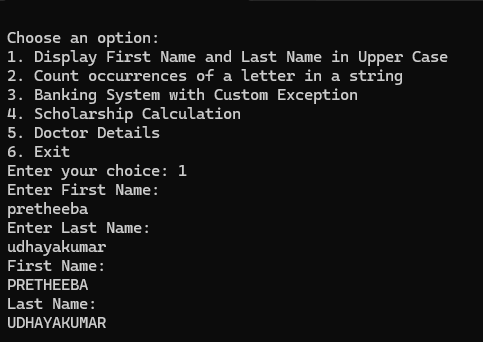 Choose an option:
1. Display First Name and Last Name in Upper Case
2. Count occurrences of a letter in a string
3. Banking System with Custom Exception
4. Scholarship Calculation
5. Doctor Details
6. Exit
Enter your choice: 1
Enter First Name:
pretheeba
Enter Last Name:
udhayakumar
First Name:
PRETHEEBA
Last Name:
UDHAYAKUMAR